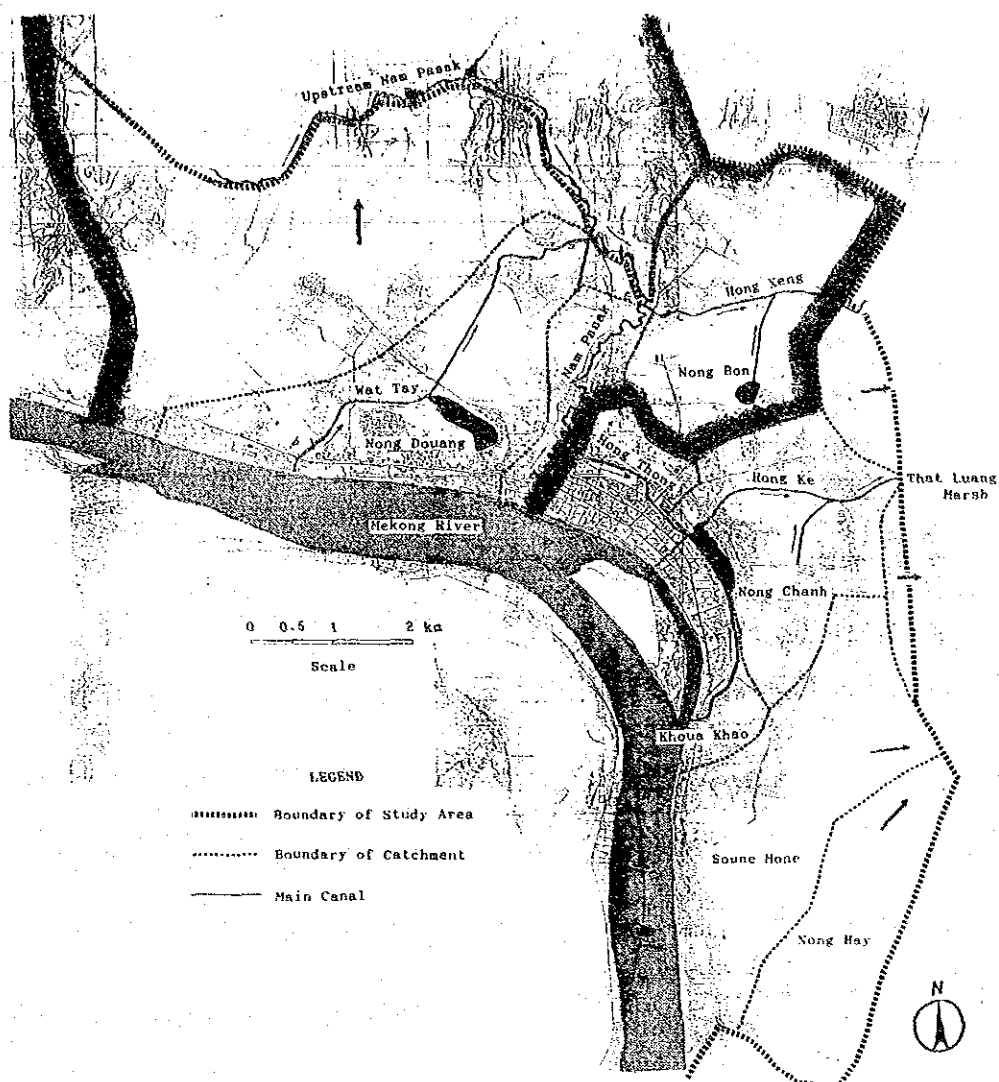 Upstream Nam Pasak
Hong Xeng
Nam Pasak
Nong Bon
Wat Tay
Nong Douang
Hong Thong
Hong Ke
That Luang
Marsh
Mekong River
Nong Chanh
0 0.5 1 2 km
Scale
Khoua Khao
LEGEND
Boundary of Study Area
Boundary of Catchment
Main Canal
Soune Hone
Nong Hay
N